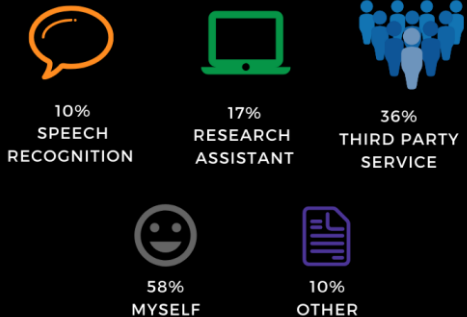 10%
SPEECH
RECOGNITION
17%
RESEARCH
ASSISTANT
36%
THIRD PARTY
SERVICE
58%
MYSELF
10%
OTHER